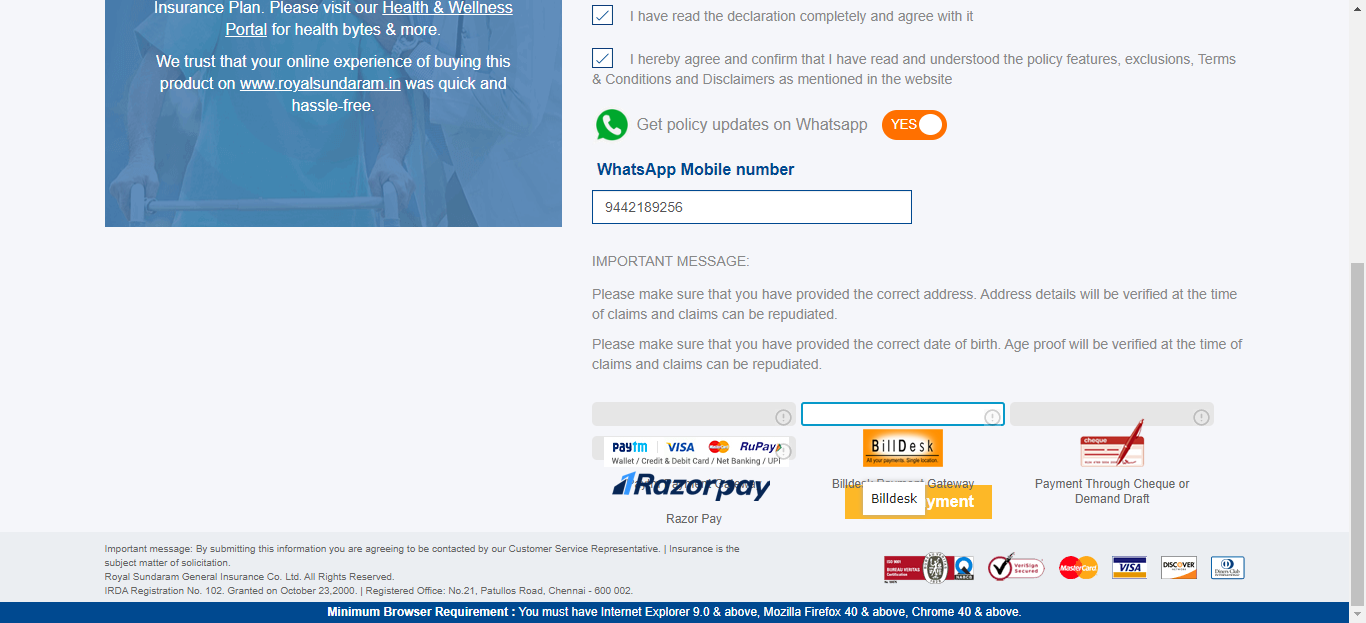 Insurance Plan. Please visit our Health & Wellness
Portal for health bytes & more.
We trust that your online experience of buying this
product on www.royalsundaram.in was quick and
hassle-free.
I have read the declaration completely and agree with it
I hereby agree and confirm that I have read and understood the policy features, exclusions, Terms
& Conditions and Disclaimers as mentioned in the website
Get policy updates on Whatsapp YES
WhatsApp Mobile number
9442189256
IMPORTANT MESSAGE:
Please make sure that you have provided the correct address. Address details will be verified at the time
of claims and claims can be repudiated.
Please make sure that you have provided the correct date of birth. Age proof will be verified at the time of
claims and claims can be repudiated.
paytm VISA MasterCard RuPay
Wallet / Credit & Debit Card / Net Banking / UPI
BillDesk
All your payments. Single location.
cheque
Billdesk Payment Gateway
Payment Through Cheque or
Demand Draft
Razorpay
Billdesk
yment
Razor Pay
Important message: By submitting this information you are agreeing to be contacted by our Customer Service Representative. | Insurance is the
subject matter of solicitation.
Royal Sundaram General Insurance Co. Ltd. All Rights Reserved.
IRDA Registration No. 102. Granted on October 23,2000. | Registered Office: No.21, Patullos Road, Chennai - 600 002.
BUREAU VERITAS
Certification
VeriSign
Secured
MasterCard
VISA
DISCOVER
NETWORK
Diners Club
INTERNATIONAL
Minimum Browser Requirement : You must have Internet Explorer 9.0 & above, Mozilla Firefox 40 & above, Chrome 40 & above.